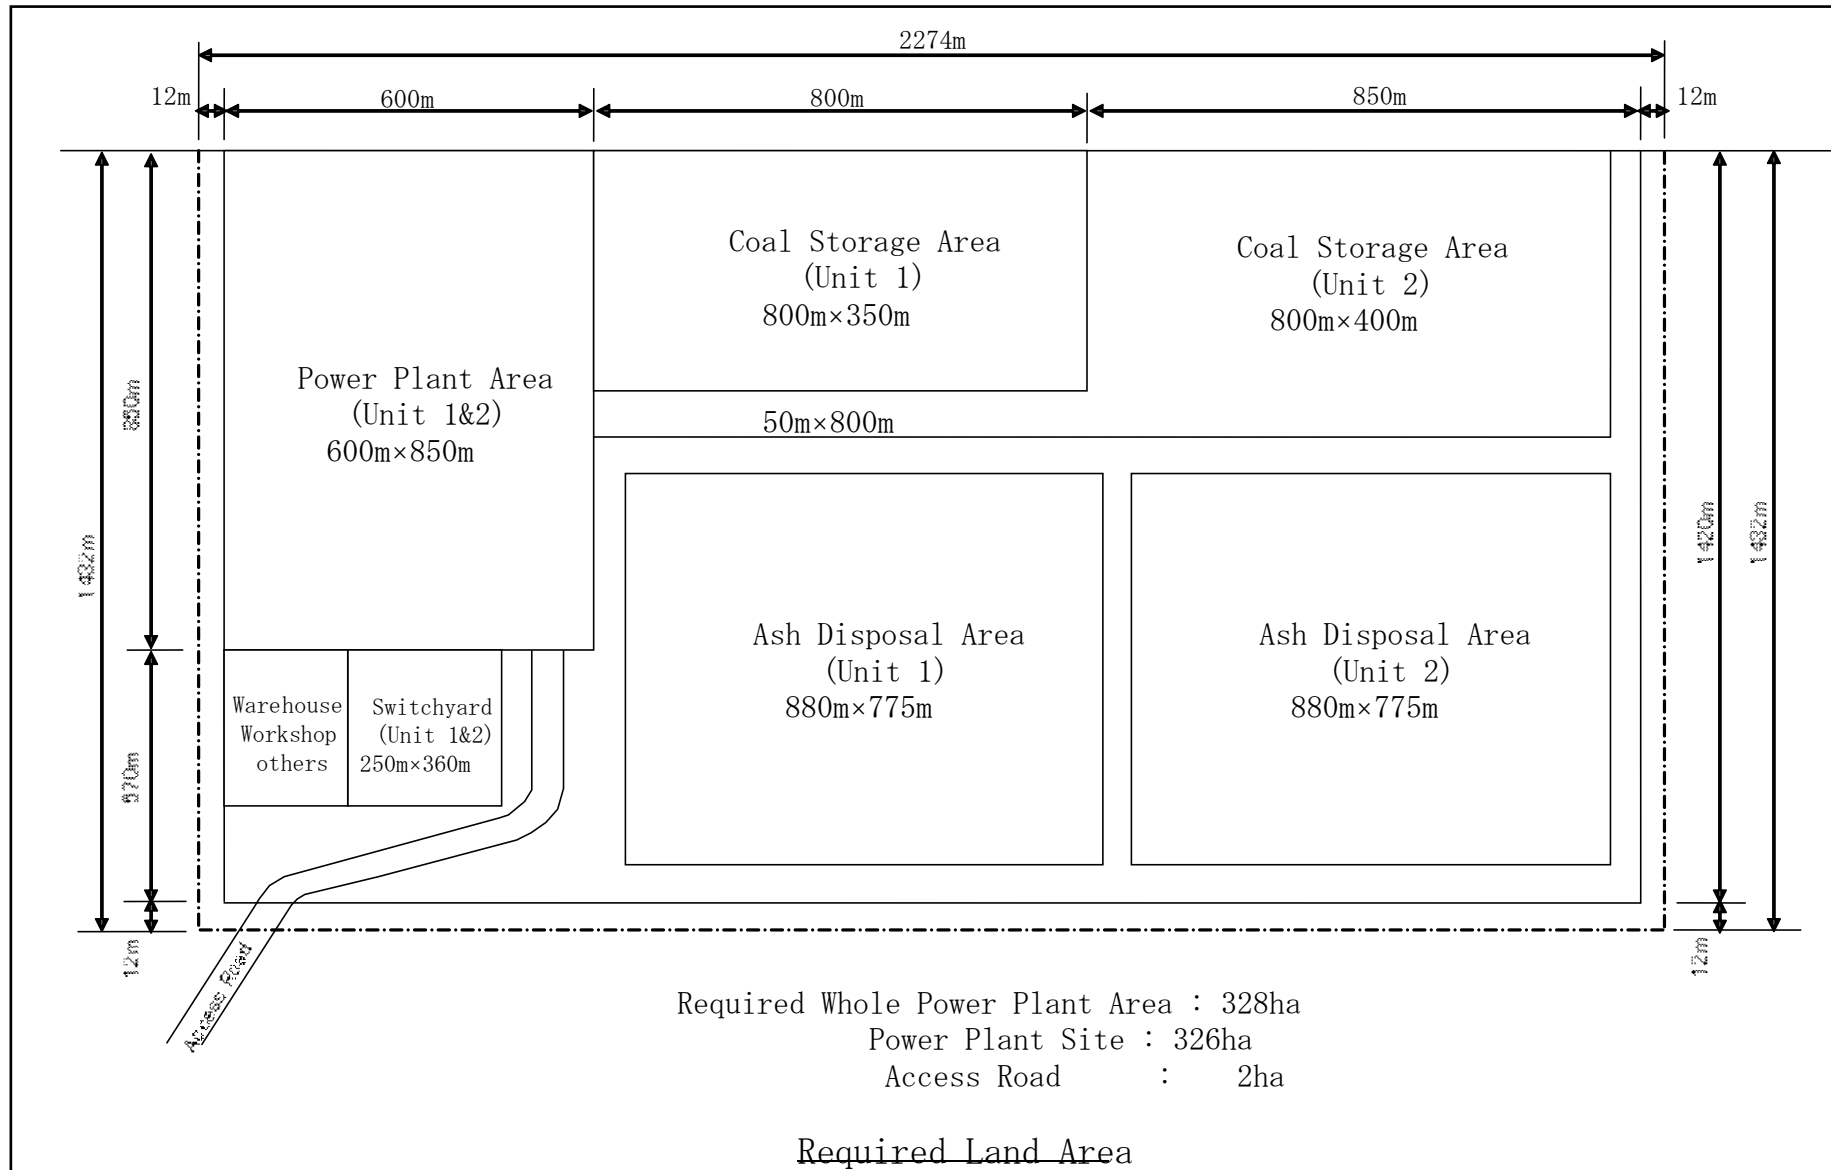 2274m
12m
600m
800m
850m
12m
Coal Storage Area
(Unit 1)
800m×350m
Coal Storage Area
(Unit 2)
800m×400m
Power Plant Area
(Unit 1&2)
600m×850m
50m×800m
850m
1432m
1420m
1432m
Ash Disposal Area
(Unit 1)
880m×775m
Ash Disposal Area
(Unit 2)
880m×775m
Warehouse
Workshop
others
Switchyard
(Unit 1&2)
250m×360m
570m
12m
12m
Access Road
Required Whole Power Plant Area : 328ha
Power Plant Site : 326ha
Access Road : 2ha
Required Land Area